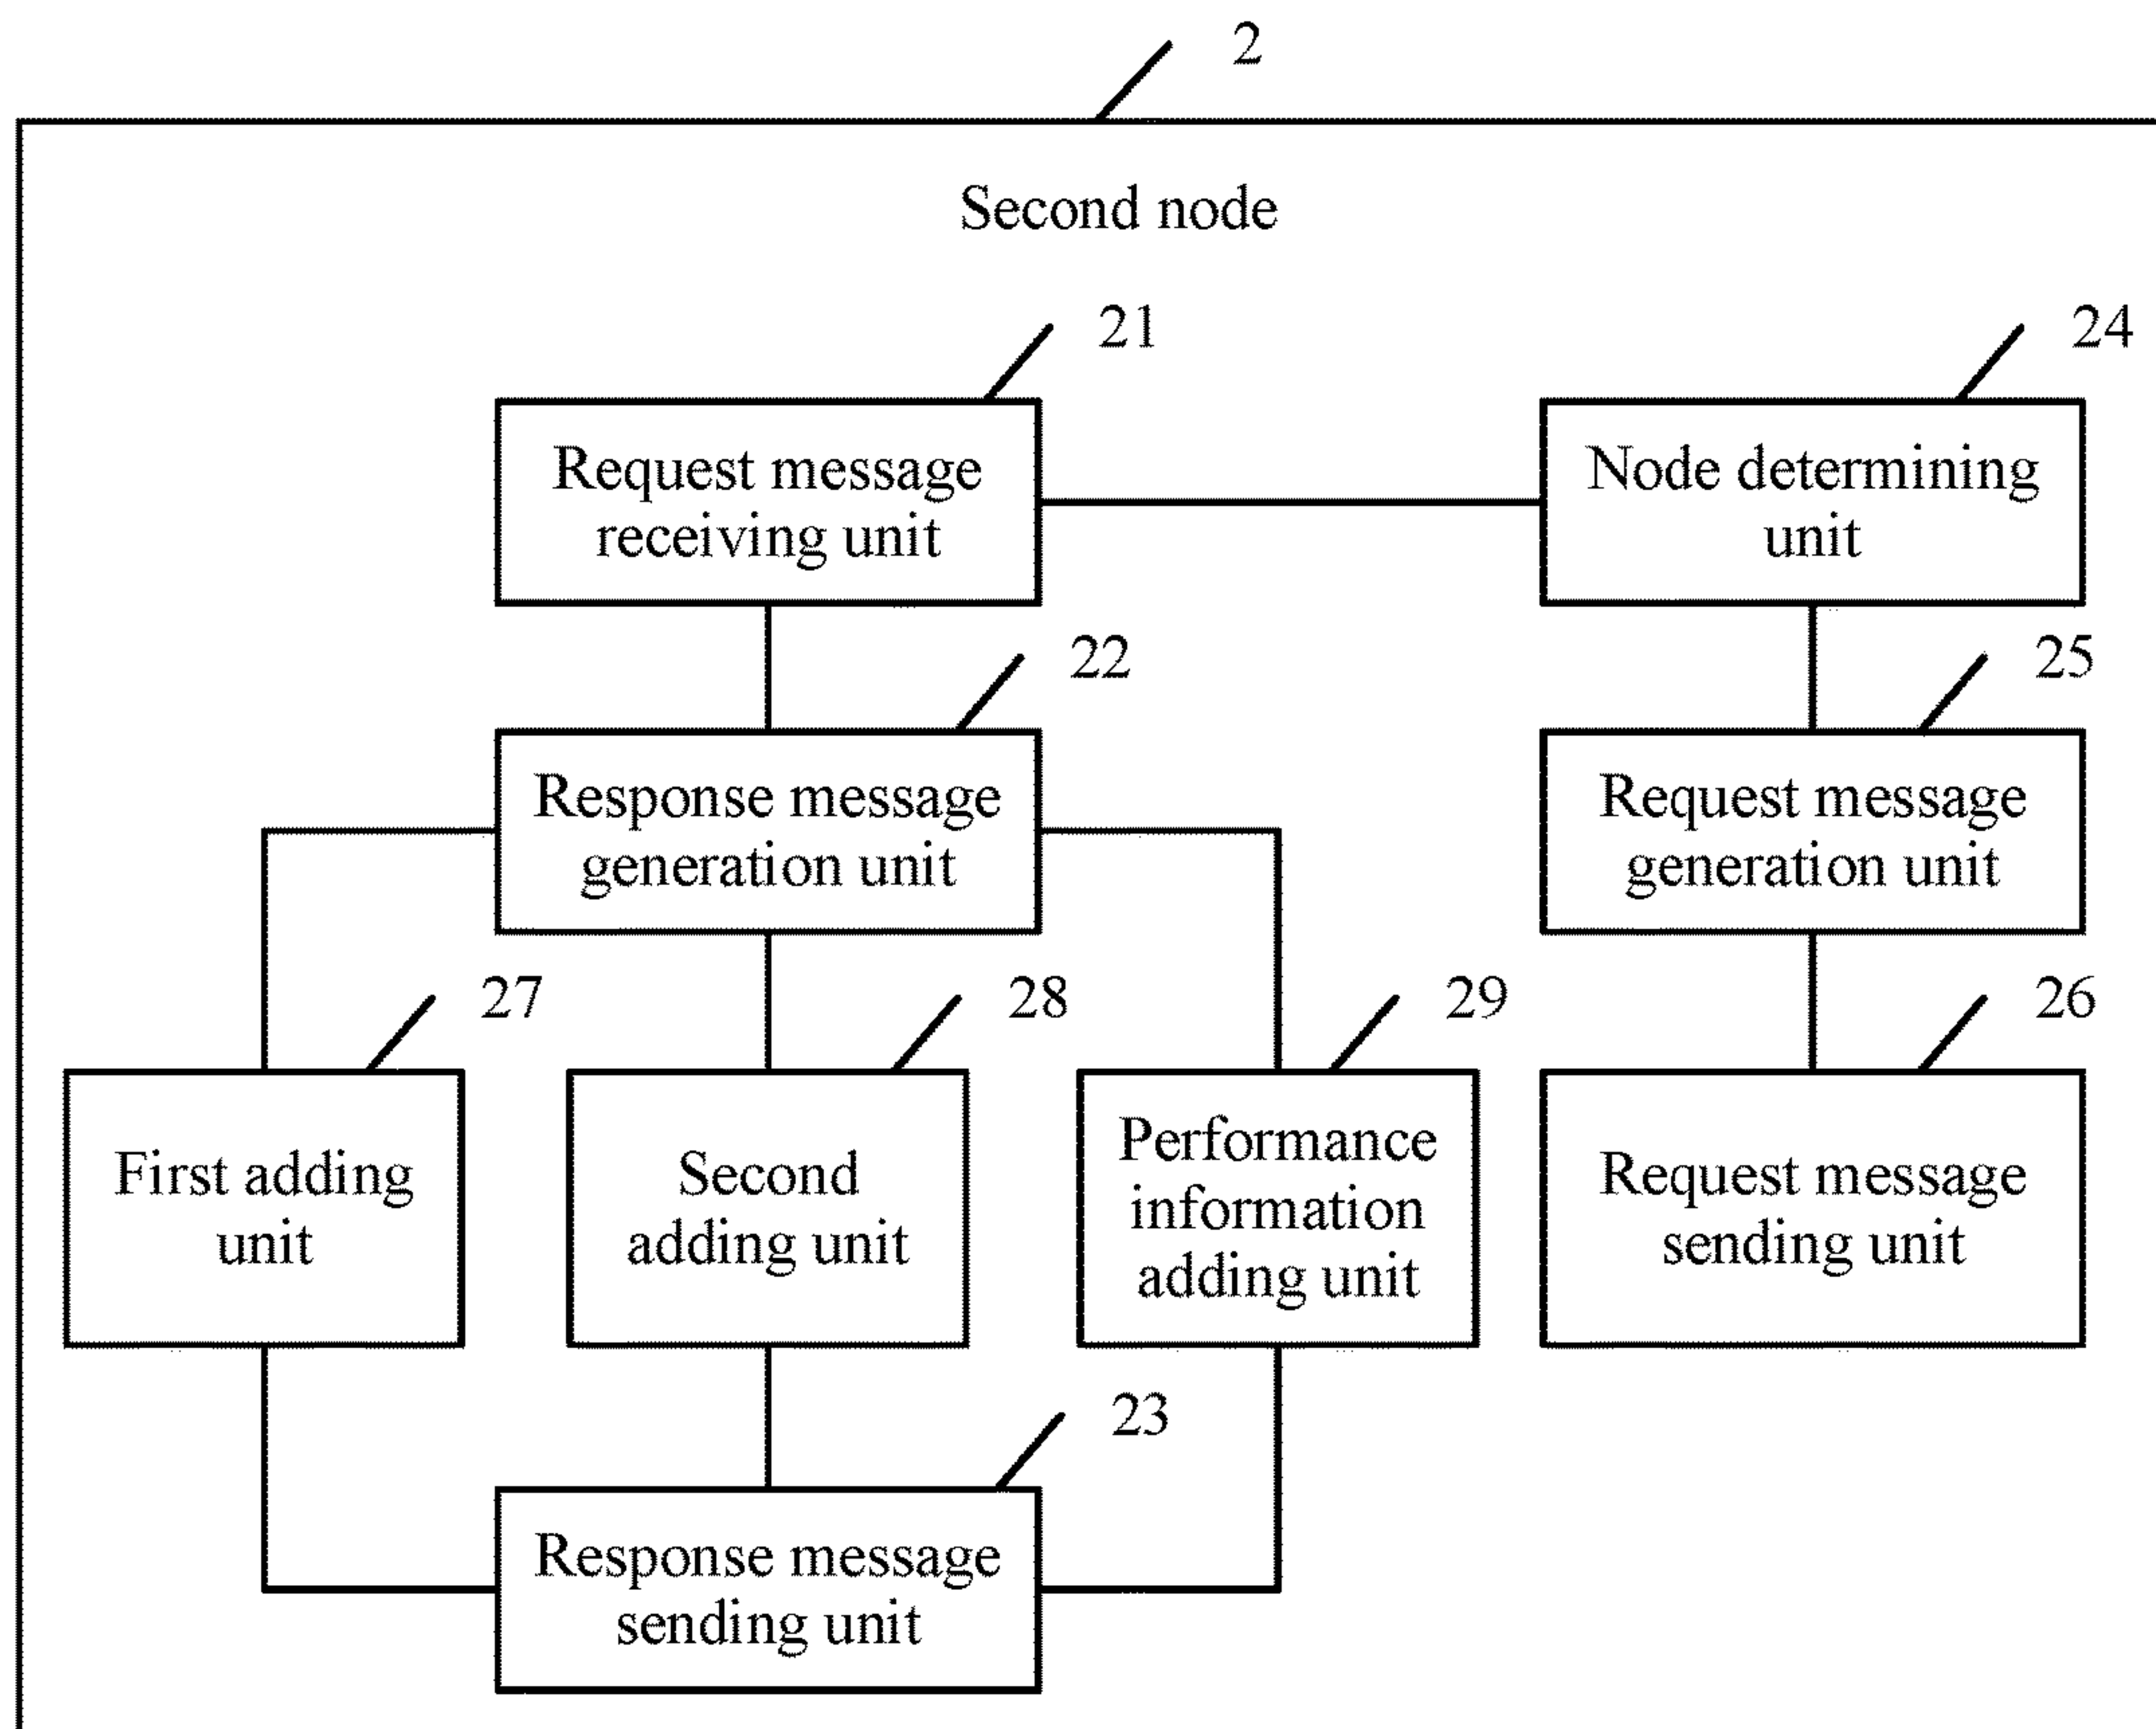 2
Second node
21
24
Request message
receiving unit
Node determining
unit
22
25
Response message
generation unit
Request message
generation unit
27
28
29
26
First adding
unit
Second
adding unit
Performance
information
adding unit
Request message
sending unit
23
Response message
sending unit